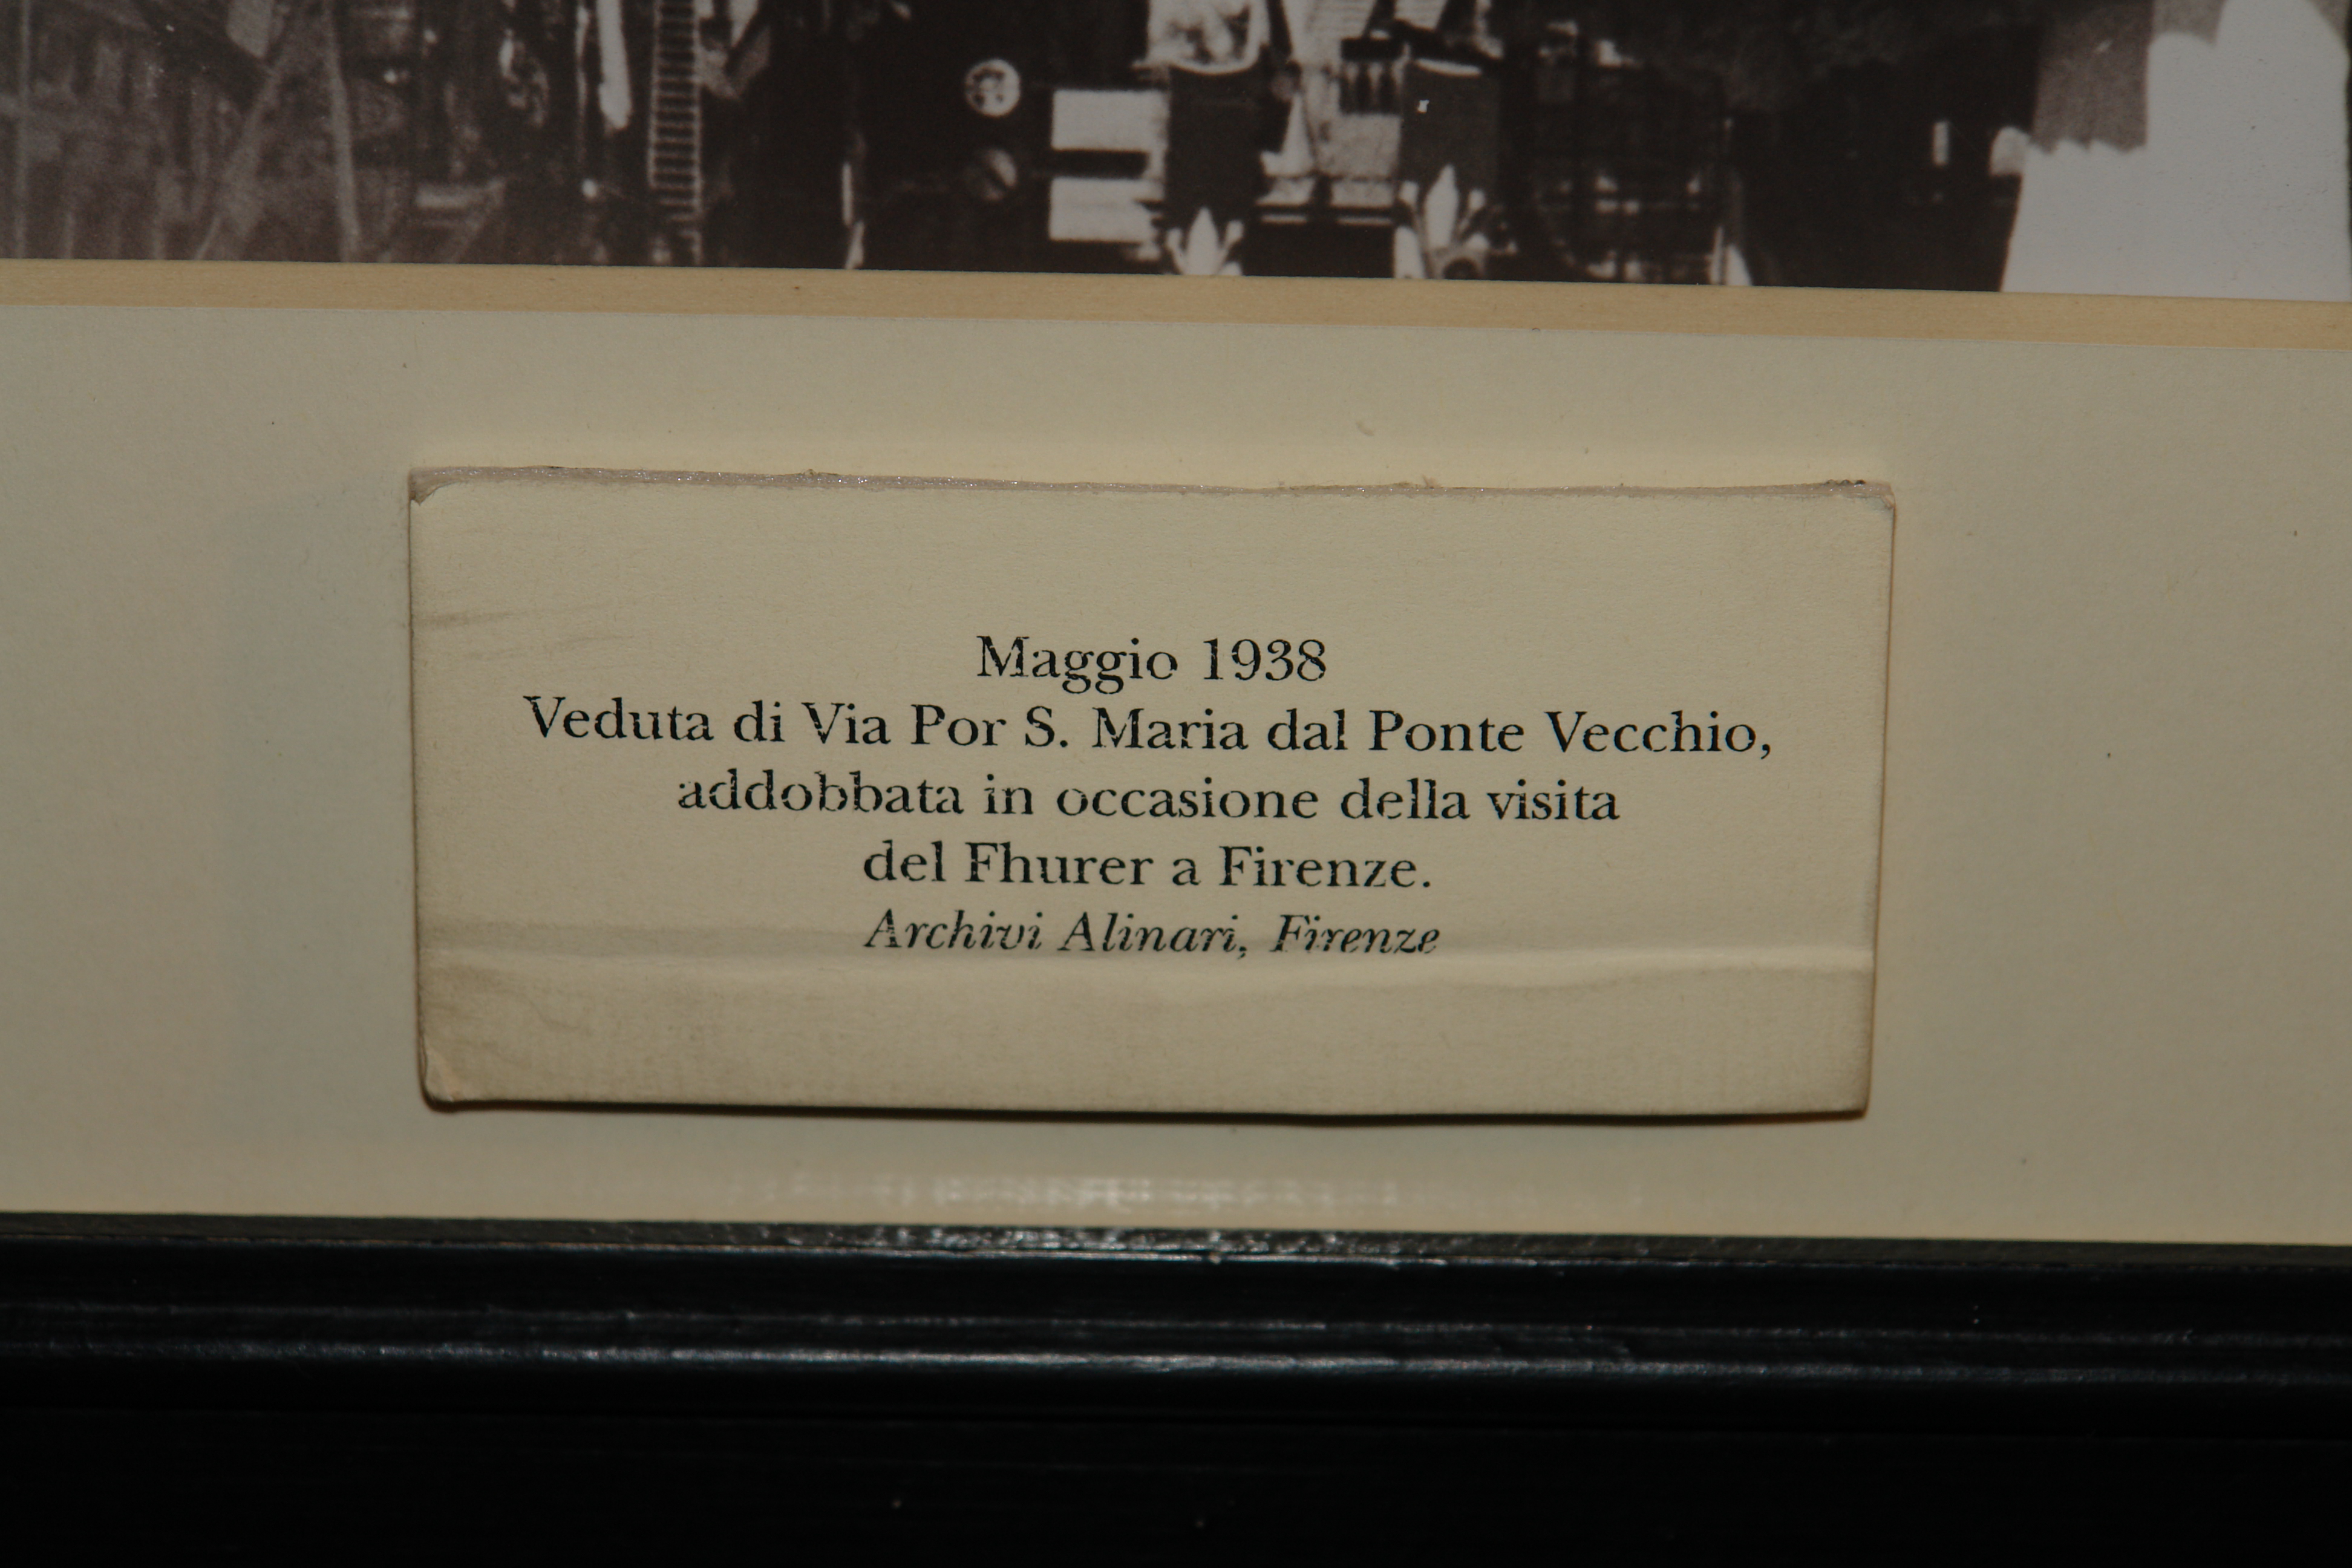 Maggio 1938
Veduta di Via Por S. Maria dal Ponte Vecchio,
addobbata in occasione della visita
del Fhurer a Firenze.
Archivi Alinari, Firenze